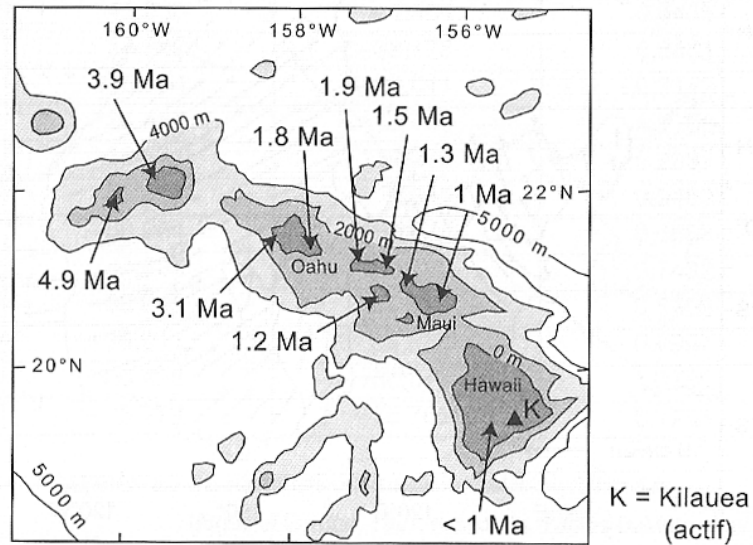 160°W
158°W
156°W
3.9 Ma
4000 m
1.9 Ma
1.5 Ma
1.8 Ma
1.3 Ma
1 Ma
22°N
5000 m
2000 m
Oahu
4.9 Ma
3.1 Ma
1.2 Ma
Maui
20°N
0 m
Hawaii
K
5000 m
< 1 Ma
K = Kilauea
(actif)